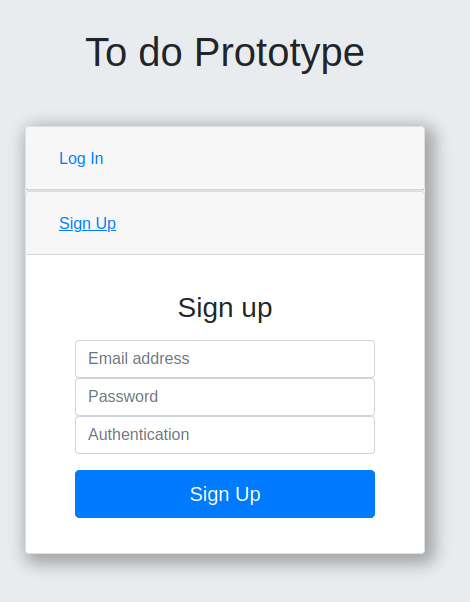 To do Prototype
Log In
Sign Up
Sign up
Email address
Password
Authentication
Sign Up